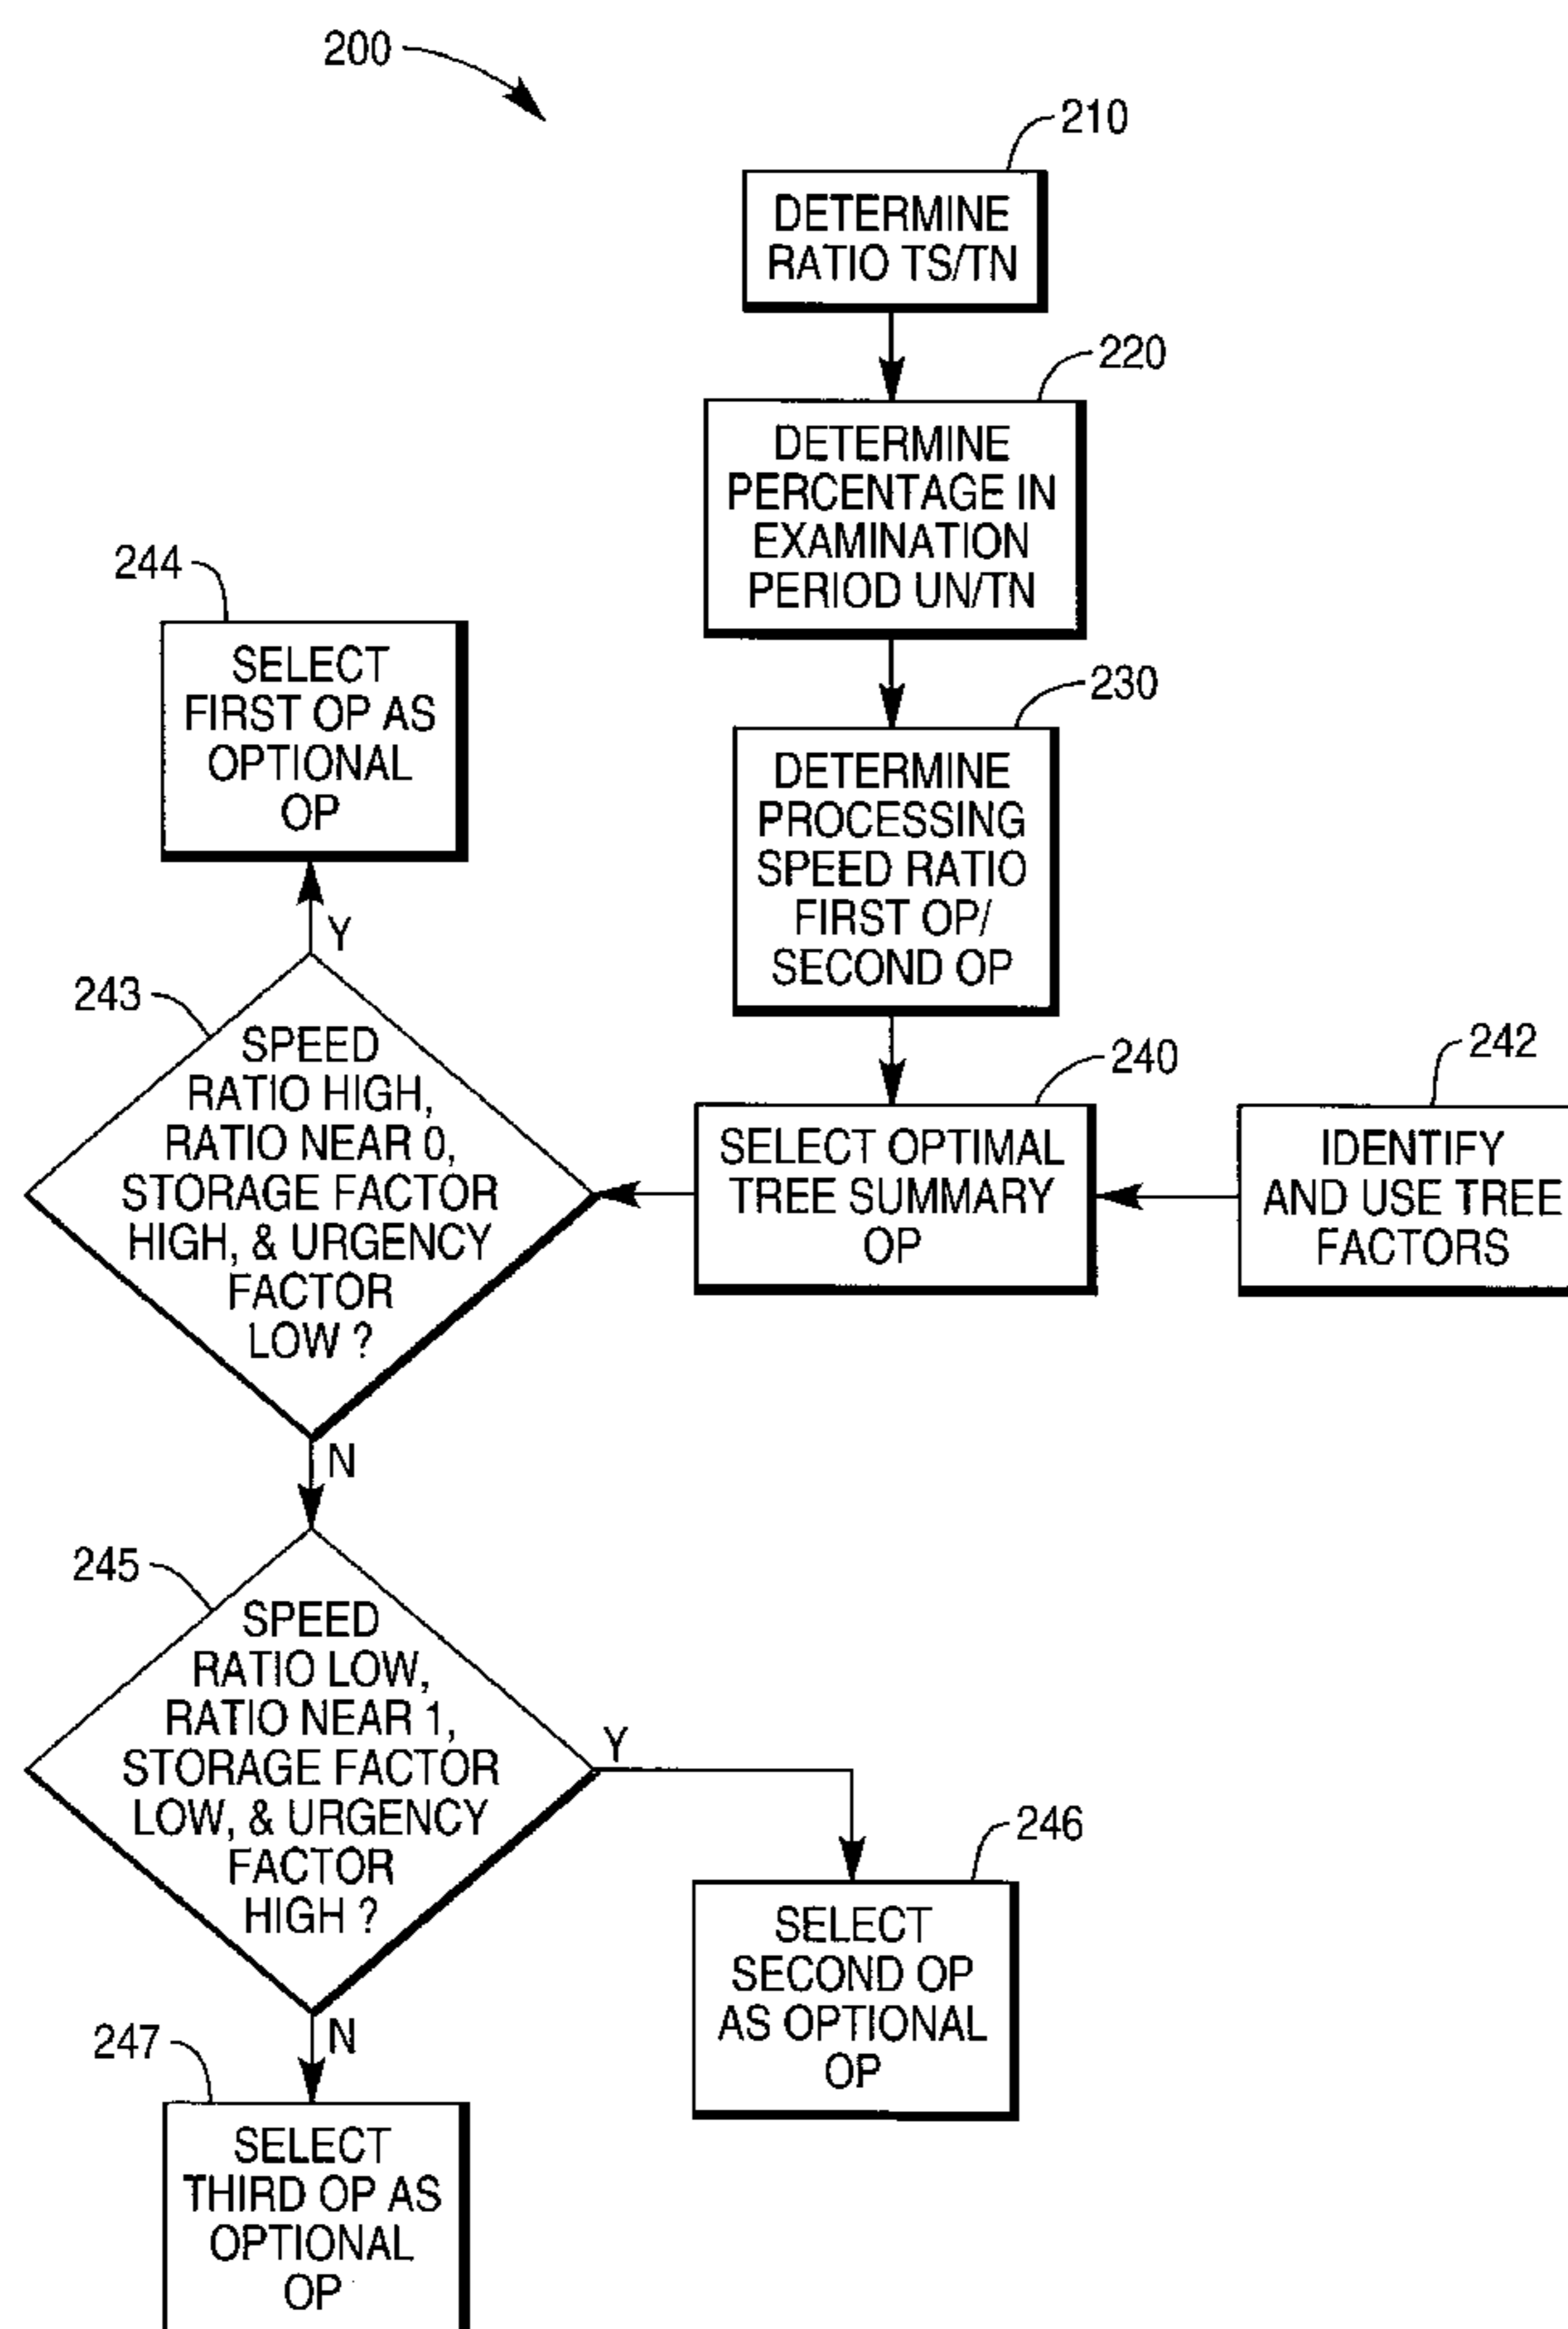 200
210
DETERMINE
RATIO TS/TN
220
DETERMINE
PERCENTAGE IN
EXAMINATION
PERIOD UN/TN
230
DETERMINE
PROCESSING
SPEED RATIO
FIRST OP/
SECOND OP
240
SELECT OPTIMAL
TREE SUMMARY
OP
242
IDENTIFY
AND USE TREE
FACTORS
243
SPEED
RATIO HIGH,
RATIO NEAR 0,
STORAGE FACTOR
HIGH, & URGENCY
FACTOR
LOW ?
Y
244
SELECT
FIRST OP AS
OPTIONAL
OP
N
245
SPEED
RATIO LOW,
RATIO NEAR 1,
STORAGE FACTOR
LOW, & URGENCY
FACTOR
HIGH ?
Y
246
SELECT
SECOND OP
AS OPTIONAL
OP
N
247
SELECT
THIRD OP AS
OPTIONAL
OP